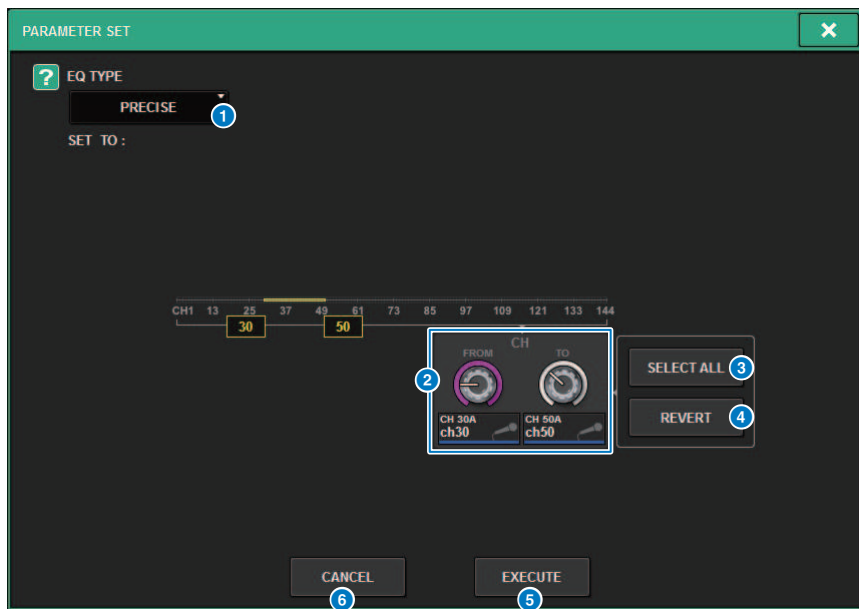 PARAMETER SET
? EQ TYPE
PRECISE
1
SET TO :
CH1 13 25 37 49 61 73 85 97 109 121 133 144
30 50
CH
FROM TO
2
CH 30A CH 50A
ch30 ch50
SELECT ALL 3
REVERT 4
CANCEL EXECUTE
6 5